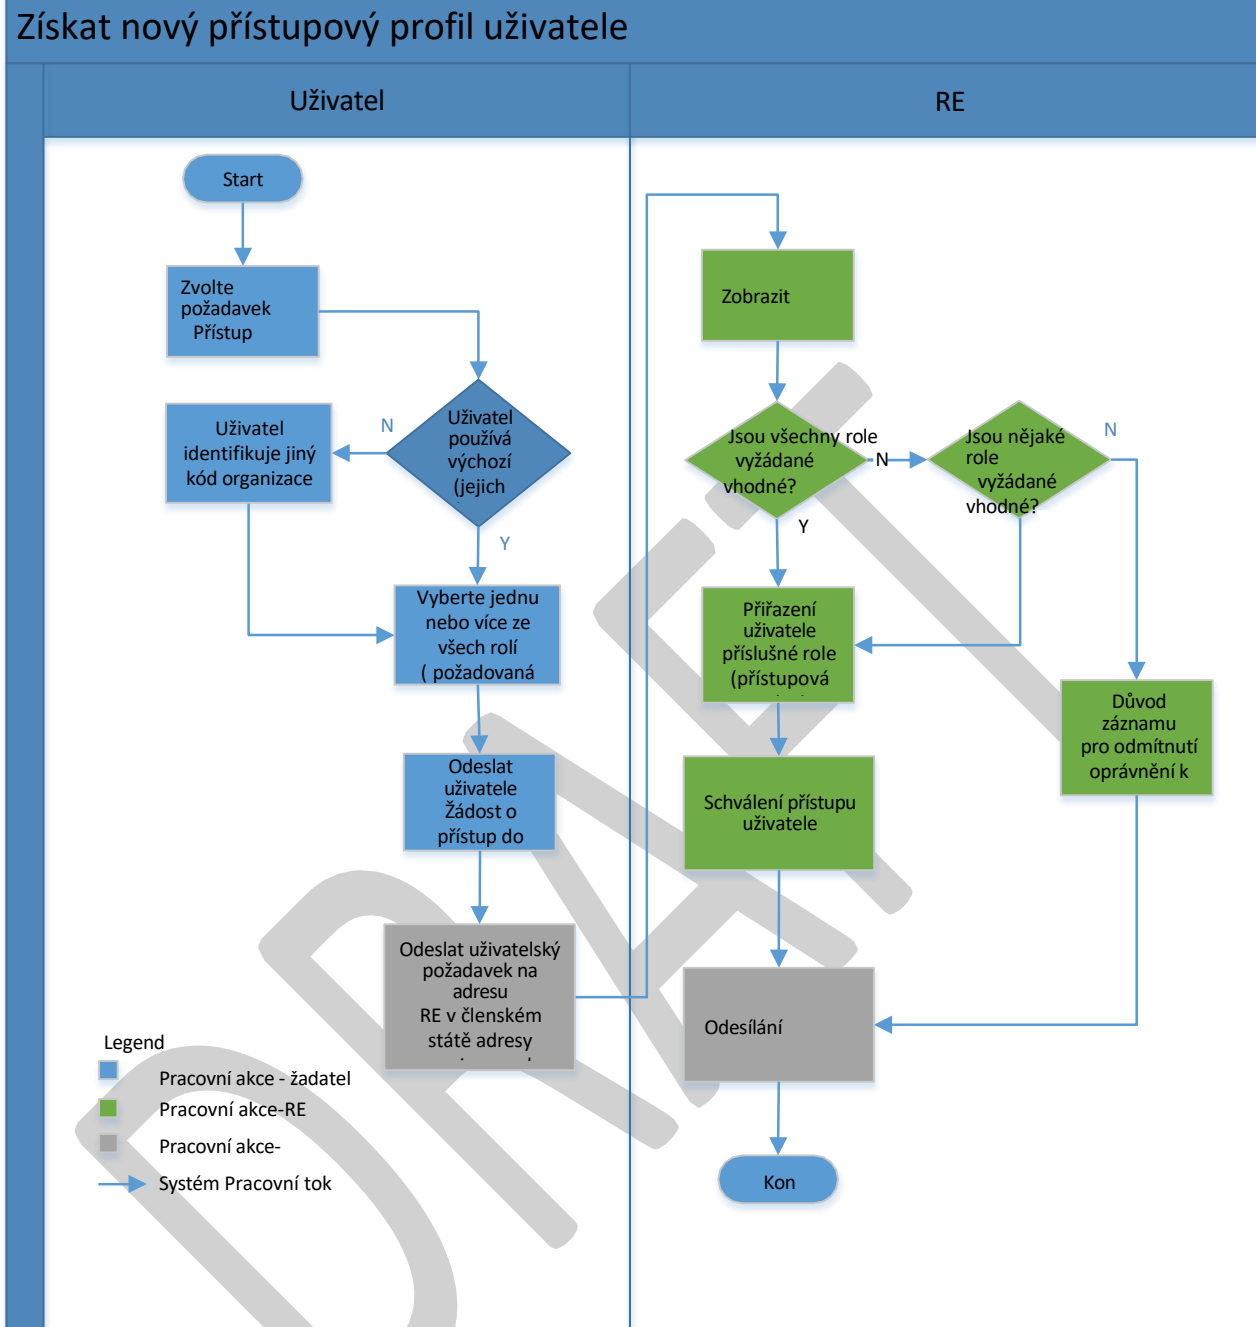 Získat nový přístupový profil uživatele
Uživatel
RE
Start
Zvolte
požadavek
Přístup
Uživatel
používá
výchozí
(jejich
N
Y
Uživatel
identifikuje jiný
kód organizace
Vyberte jednu
nebo více ze
všech rolí
( požadovaná
Odeslat
uživatele
Žádost o
přístup do
Odeslat uživatelský
požadavek na
adresu
RE v členském
státě adresy
Zobrazit
Jsou všechny role
vyžádané
vhodné?
N
Y
Jsou nějaké
role
vyžádané
vhodné?
N
Přiřazení
uživatele
příslušné role
(přístupová
Důvod
záznamu
pro odmítnutí
oprávnění k
Schválení přístupu
uživatele
Odesílání
Kon
Legend
Pracovní akce - žadatel
Pracovní akce-RE
Pracovní akce-
Systém Pracovní tok
DRAFT